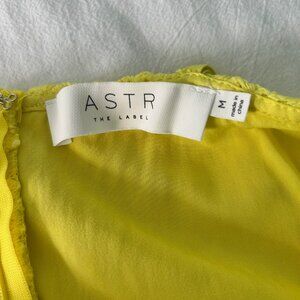 ASTR
THE LABEL
M
made in
china